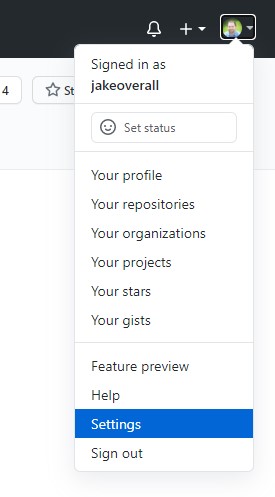 4
St
Signed in as
jakeoverall
Set status
Your profile
Your repositories
Your organizations
Your projects
Your stars
Your gists
Feature preview
Help
Settings
Sign out